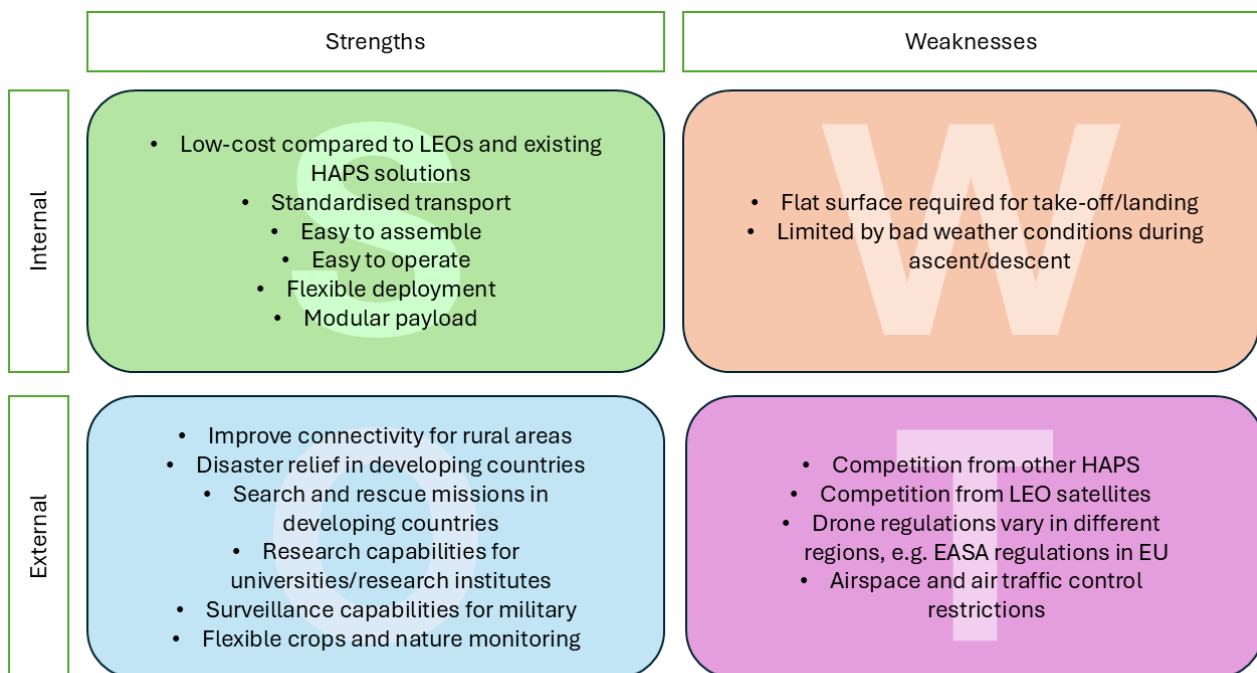 Strengths
Weaknesses
Internal
• Low-cost compared to LEOs and existing
HAPS solutions
• Standardised transport
• Easy to assemble
• Easy to operate
• Flexible deployment
• Modular payload
S
• Flat surface required for take-off/landing
• Limited by bad weather conditions during
ascent/descent
W
External
• Improve connectivity for rural areas
• Disaster relief in developing countries
• Search and rescue missions in
developing countries
• Research capabilities for
universities/research institutes
• Surveillance capabilities for military
• Flexible crops and nature monitoring
O
• Competition from other HAPS
• Competition from LEO satellites
• Drone regulations vary in different
regions, e.g. EASA regulations in EU
• Airspace and air traffic control
restrictions
T